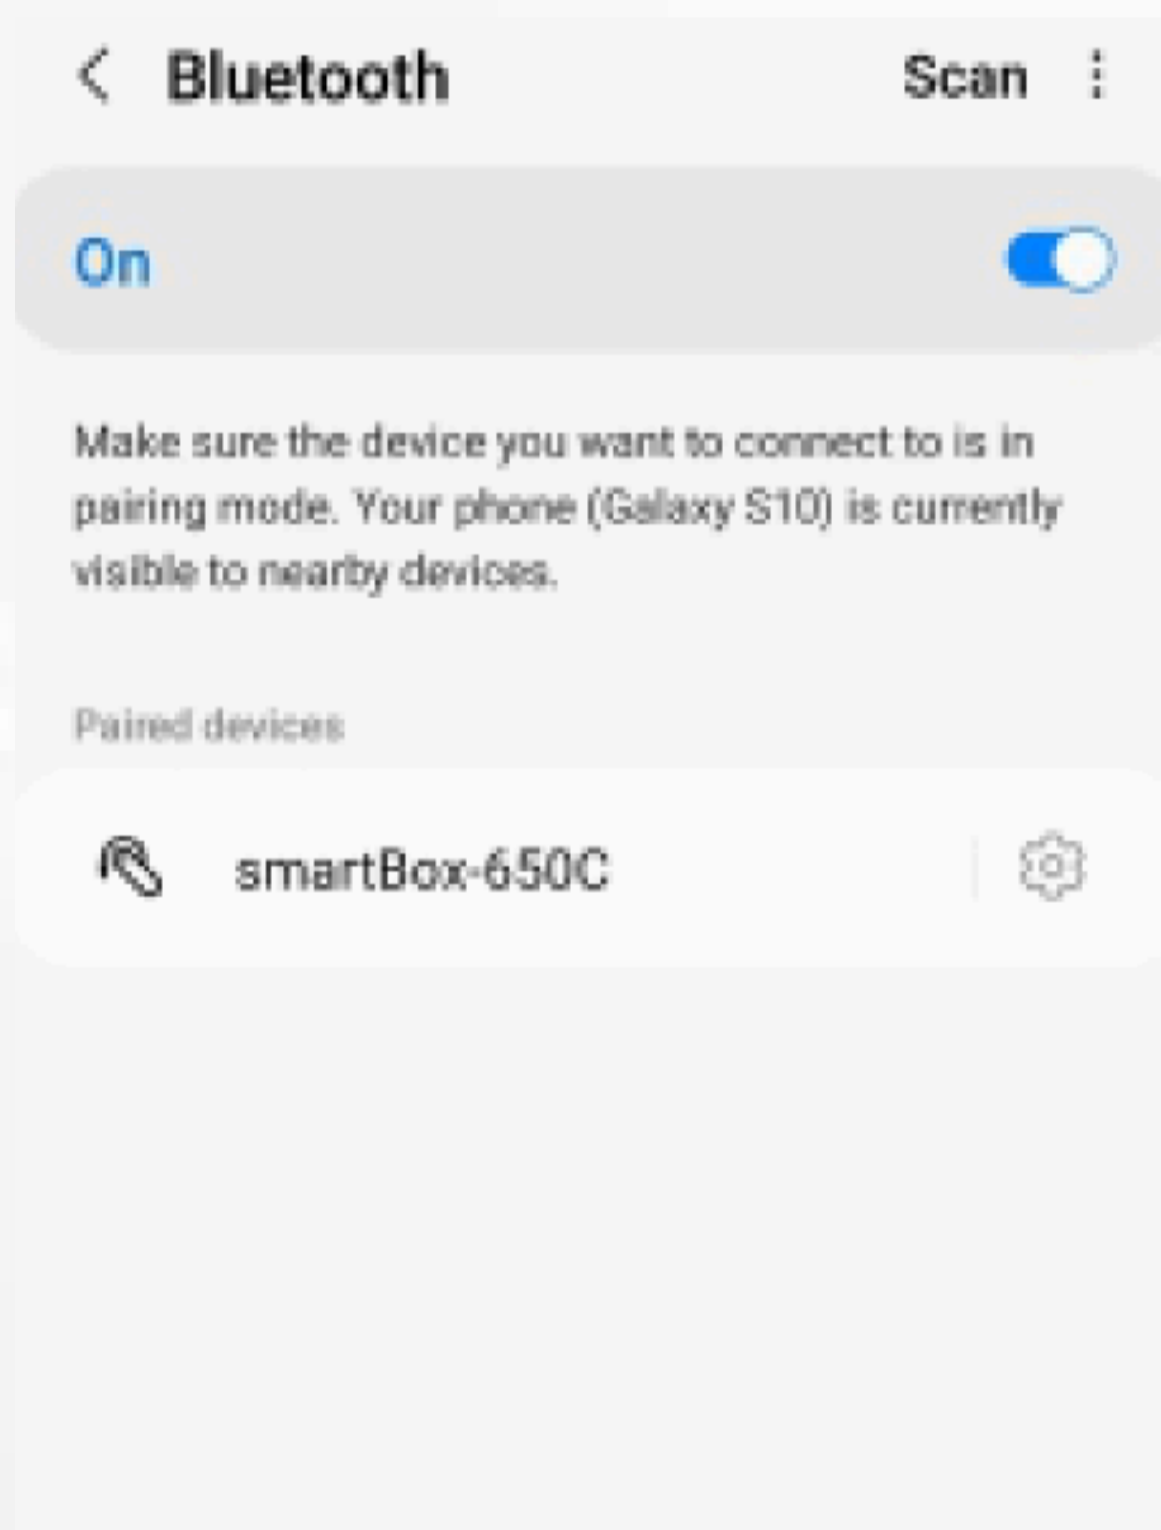 Bluetooth Scan
On
Make sure the device you want to connect to is in
pairing mode. Your phone (Galaxy S10) is currently
visible to nearby devices.
Paired devices
smartBox-650C